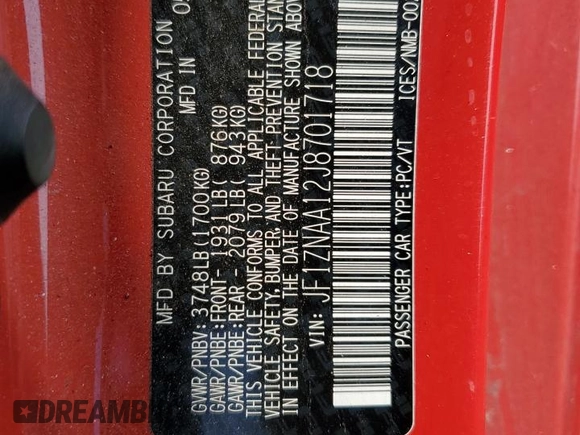 MFD BY SUBARU CORPORATION
MFD IN
GVWR/PNBV: 3748LB(1700KG)
GAWR/PNBE:FRONT- 1931LB( 876KG)
GAWR/PNBE:REAR - 2079LB( 943KG)
THIS VEHICLE CONFORMS TO ALL APPLICABLE FEDERAL
VEHICLE SAFETY, BUMPER, AND THEFT PREVENTION STAN
IN EFFECT ON THE DATE OF MANUFACTURE SHOWN ABOV
VIN: JF1ZNAA12J8701718
PASSENGER CAR TYPE:PC/VT
ICES/NMB-00
DREAMB